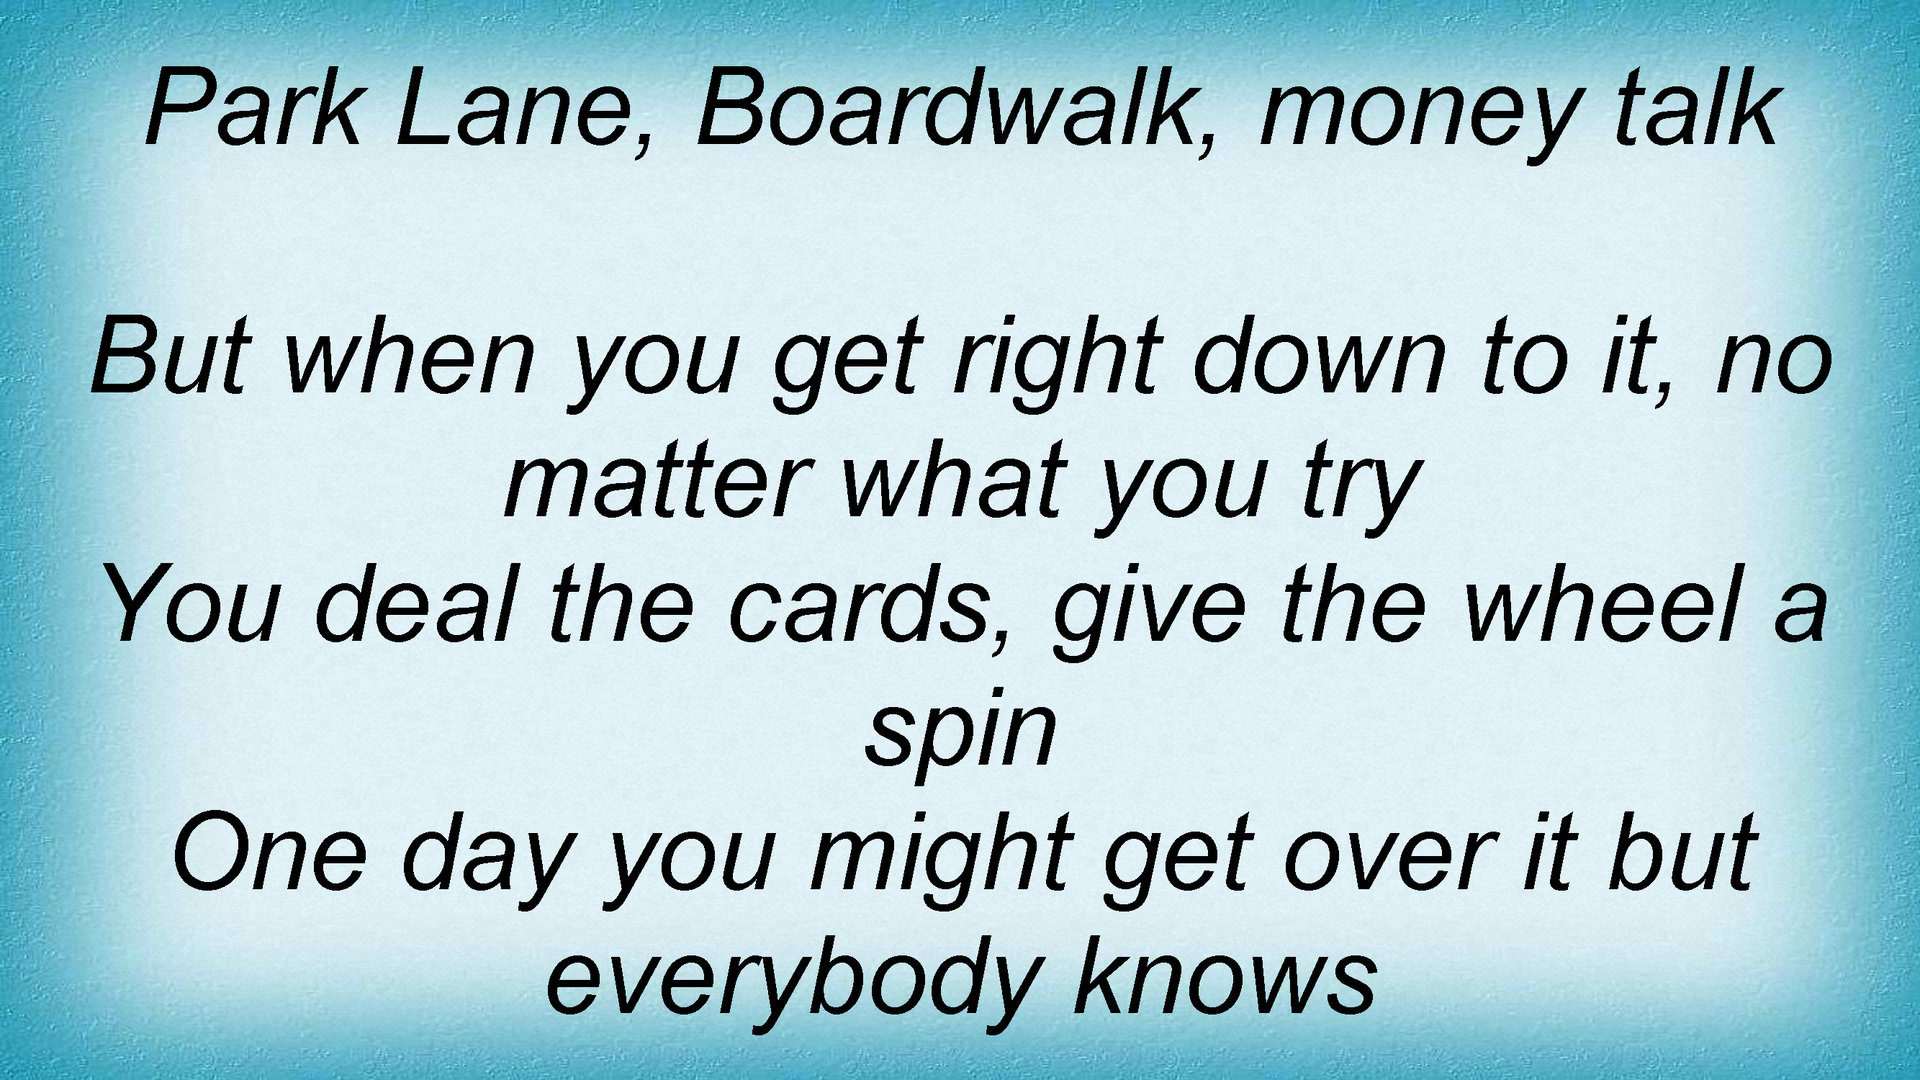 Park Lane, Boardwalk, money talk
But when you get right down to it, no
matter what you try
You deal the cards, give the wheel a
spin
One day you might get over it but
everybody knows